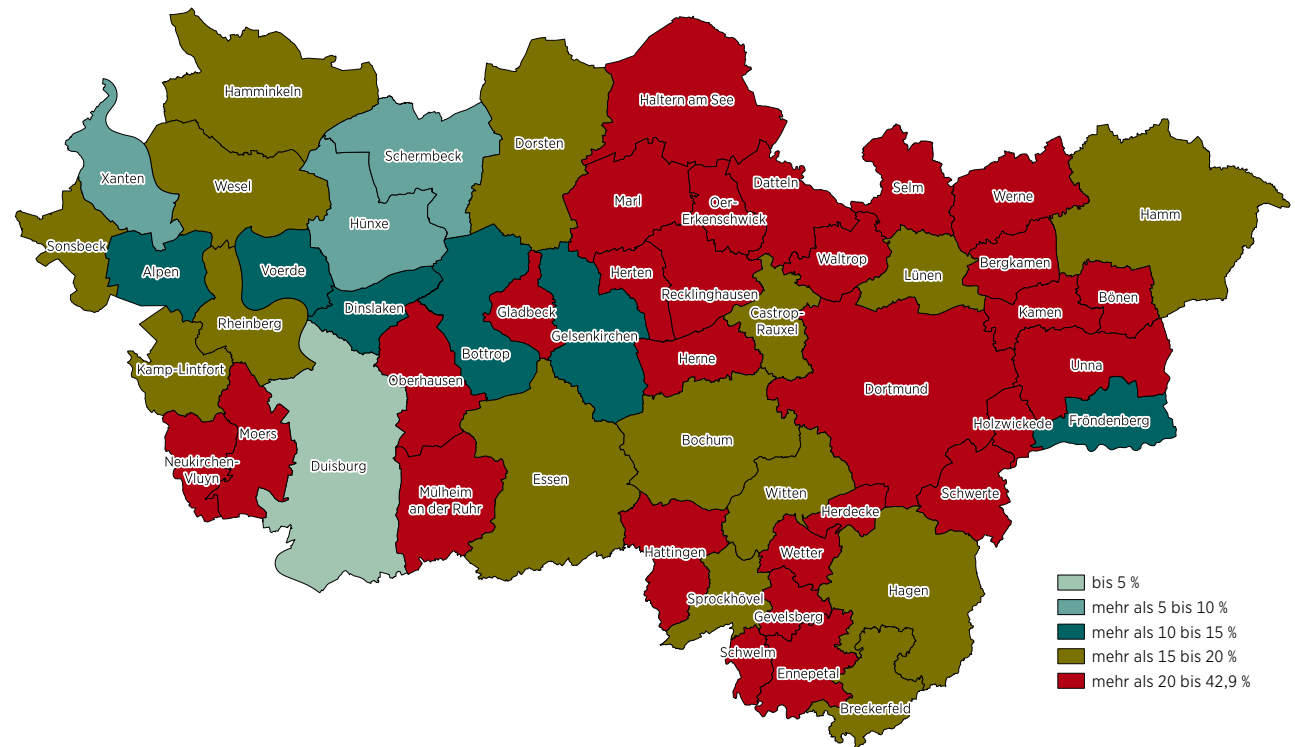 Hamminkeln
Haltern am See
Dorsten
Schermbeck
Xanten
Wesel
Datteln
Selm
Werne
Marl
Oer-
Erkenschwick
Hamm
Hünxe
Sonsbeck
Alpen
Voerde
Herten
Waltrop
Lünen
Bergkamen
Recklinghausen
Bönen
Dinslaken
Gladbeck
Kamen
Castrop-
Rauxel
Rheinberg
Gelsenkirchen
Bottrop
Herne
Unna
Kamp-Lintfort
Oberhausen
Dortmund
Holzwickede
Fröndenberg
Moers
Bochum
Neukirchen-
Vluyn
Duisburg
Essen
Mülheim
an der Ruhr
Witten
Schwerte
Herdecke
Hattingen
Wetter
Hagen
Sprockhövel
Gevelsberg
Schwelm
Ennepetal
Breckerfeld
bis 5 %
mehr als 5 bis 10 %
mehr als 10 bis 15 %
mehr als 15 bis 20 %
mehr als 20 bis 42,9 %